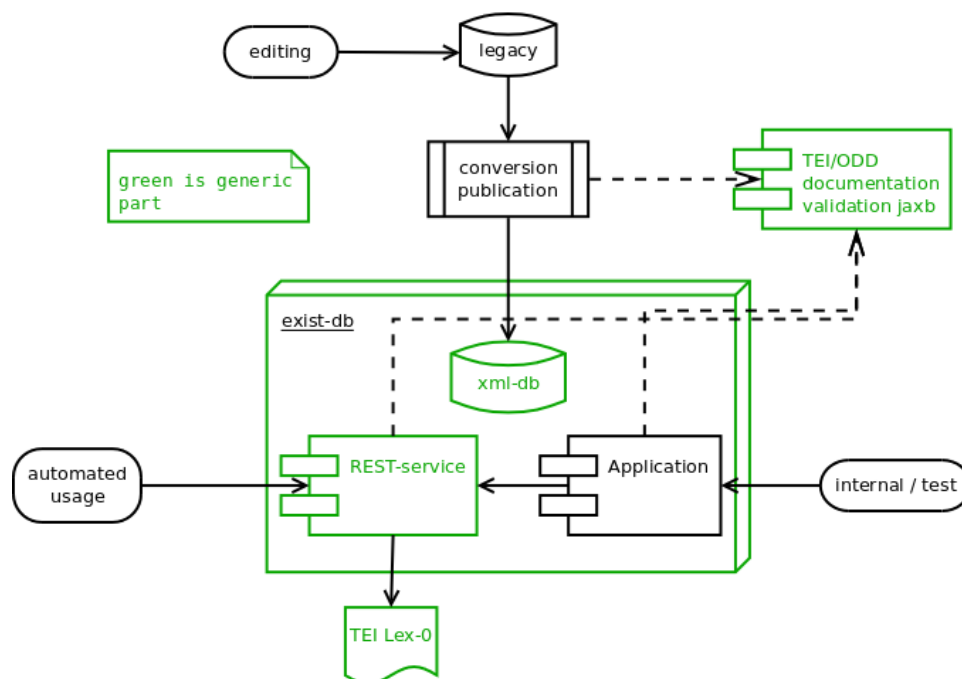 editing
legacy
conversion
publication
TEI/ODD
documentation
validation jaxb
green is generic
part
exist-db
xml-db
automated
usage
REST-service
Application
internal / test
TEI Lex-0